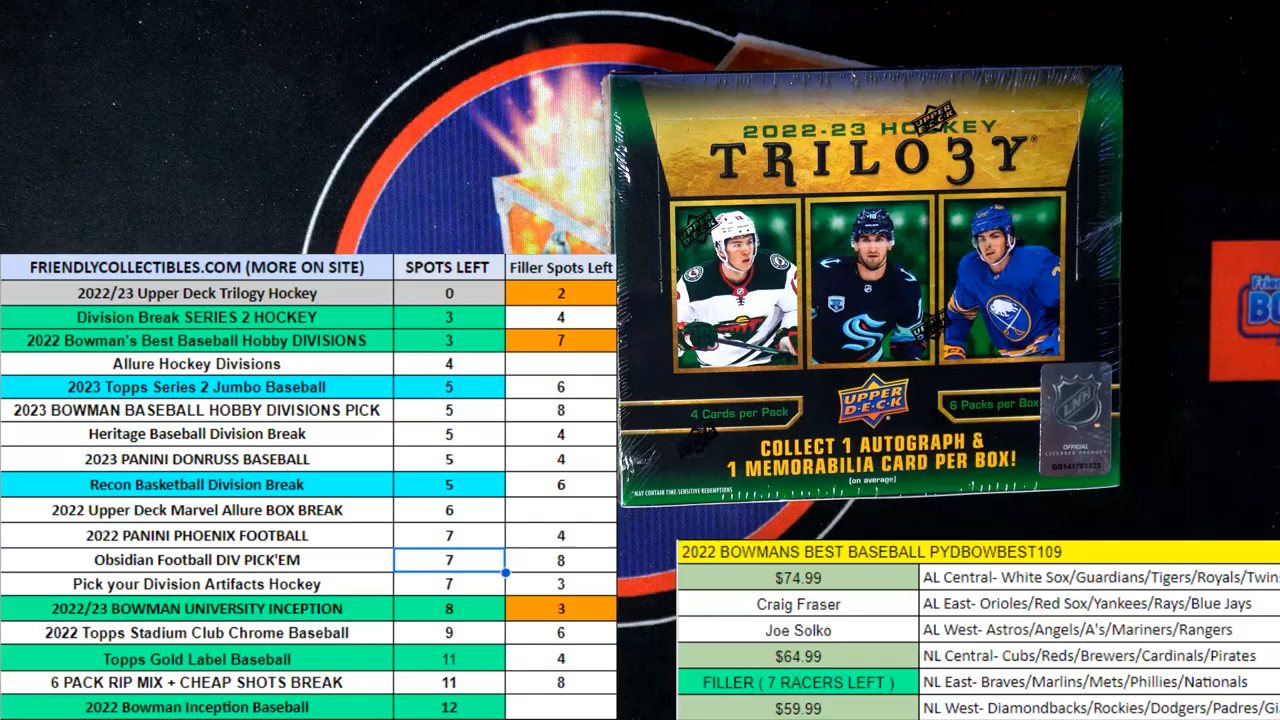 FRIENDLYCOLLECTIBLES.COM (MORE ON SITE) SPOTS LEFT Filler Spots Left
2022/23 Upper Deck Trilogy Hockey 0 2
Division Break SERIES 2 HOCKEY 3 4
2022 Bowman's Best Baseball Hobby DIVISIONS 3 7
Allure Hockey Divisions 4
2023 Topps Series 2 Jumbo Baseball 5 6
2023 BOWMAN BASEBALL HOBBY DIVISIONS PICK 5 8
Heritage Baseball Division Break 5 4
2023 PANINI DONRUSS BASEBALL 5 4
Recon Basketball Division Break 5 6
2022 Upper Deck Marvel Allure BOX BREAK 6
2022 PANINI PHOENIX FOOTBALL 7 4
Obsidian Football DIV PICK'EM 7 8
Pick your Division Artifacts Hockey 7 3
2022/23 BOWMAN UNIVERSITY INCEPTION 8 3
2022 Topps Stadium Club Chrome Baseball 9 6
Topps Gold Label Baseball 11 4
6 PACK RIP MIX + CHEAP SHOTS BREAK 11 8
2022 Bowman Inception Baseball 12
UPPER DECK
2022-23 HOCKEY
TRILO3Y
UPPER DECK
4 Cards per Pack
6 Packs per Box
COLLECT 1 AUTOGRAPH &
1 MEMORABILIA CARD PER BOX!
(on average)
*MAY CONTAIN TIME-SENSITIVE REDEMPTIONS
LNH
OFFICIAL
LICENSED PRODUCT
2022 BOWMANS BEST BASEBALL PYDBOWBEST109
$74.99 AL Central- White Sox/Guardians/Tigers/Royals/Twins
Craig Fraser AL East- Orioles/Red Sox/Yankees/Rays/Blue Jays
Joe Solko AL West- Astros/Angels/A's/Mariners/Rangers
$64.99 NL Central- Cubs/Reds/Brewers/Cardinals/Pirates
FILLER ( 7 RACERS LEFT ) NL East- Braves/Marlins/Mets/Phillies/Nationals
$59.99 NL West- Diamondbacks/Rockies/Dodgers/Padres/Gi